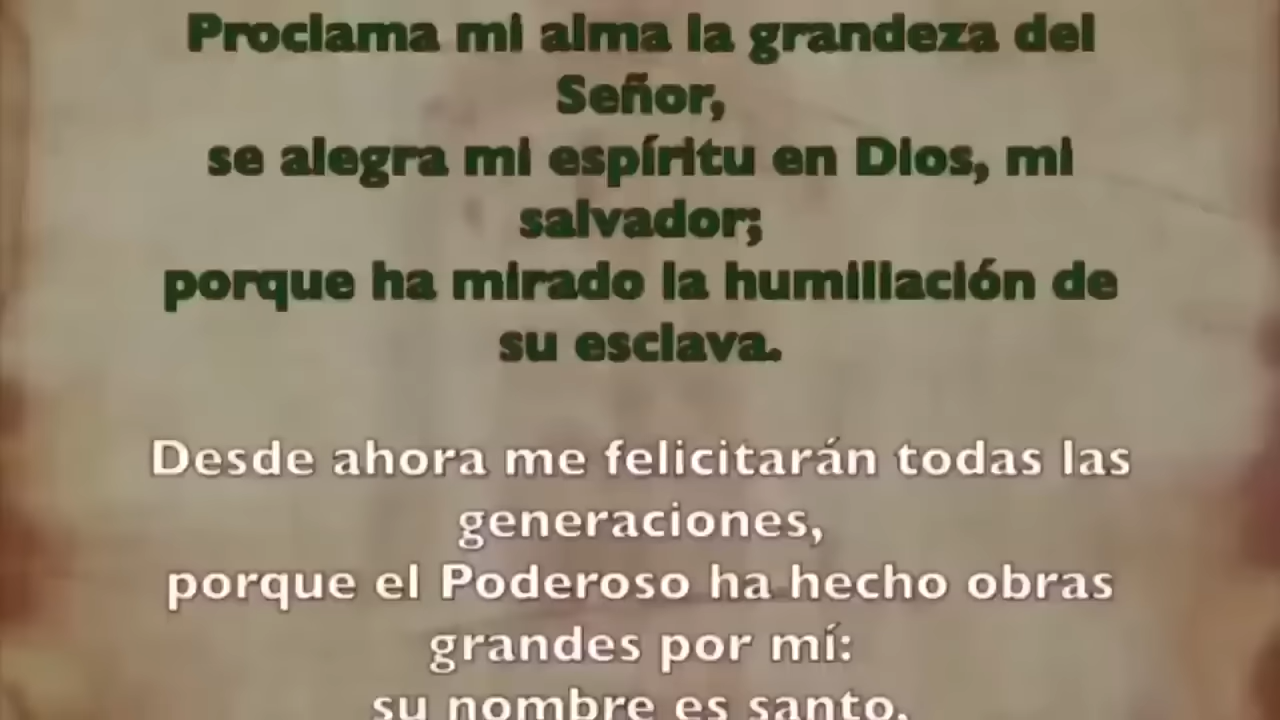 Proclama mi alma la grandeza del
Señor,
se alegra mi espíritu en Dios, mi
salvador;
porque ha mirado la humillación de
su esclava.
Desde ahora me felicitarán todas las
generaciones,
porque el Poderoso ha hecho obras
grandes por mí:
su nombre es santo,